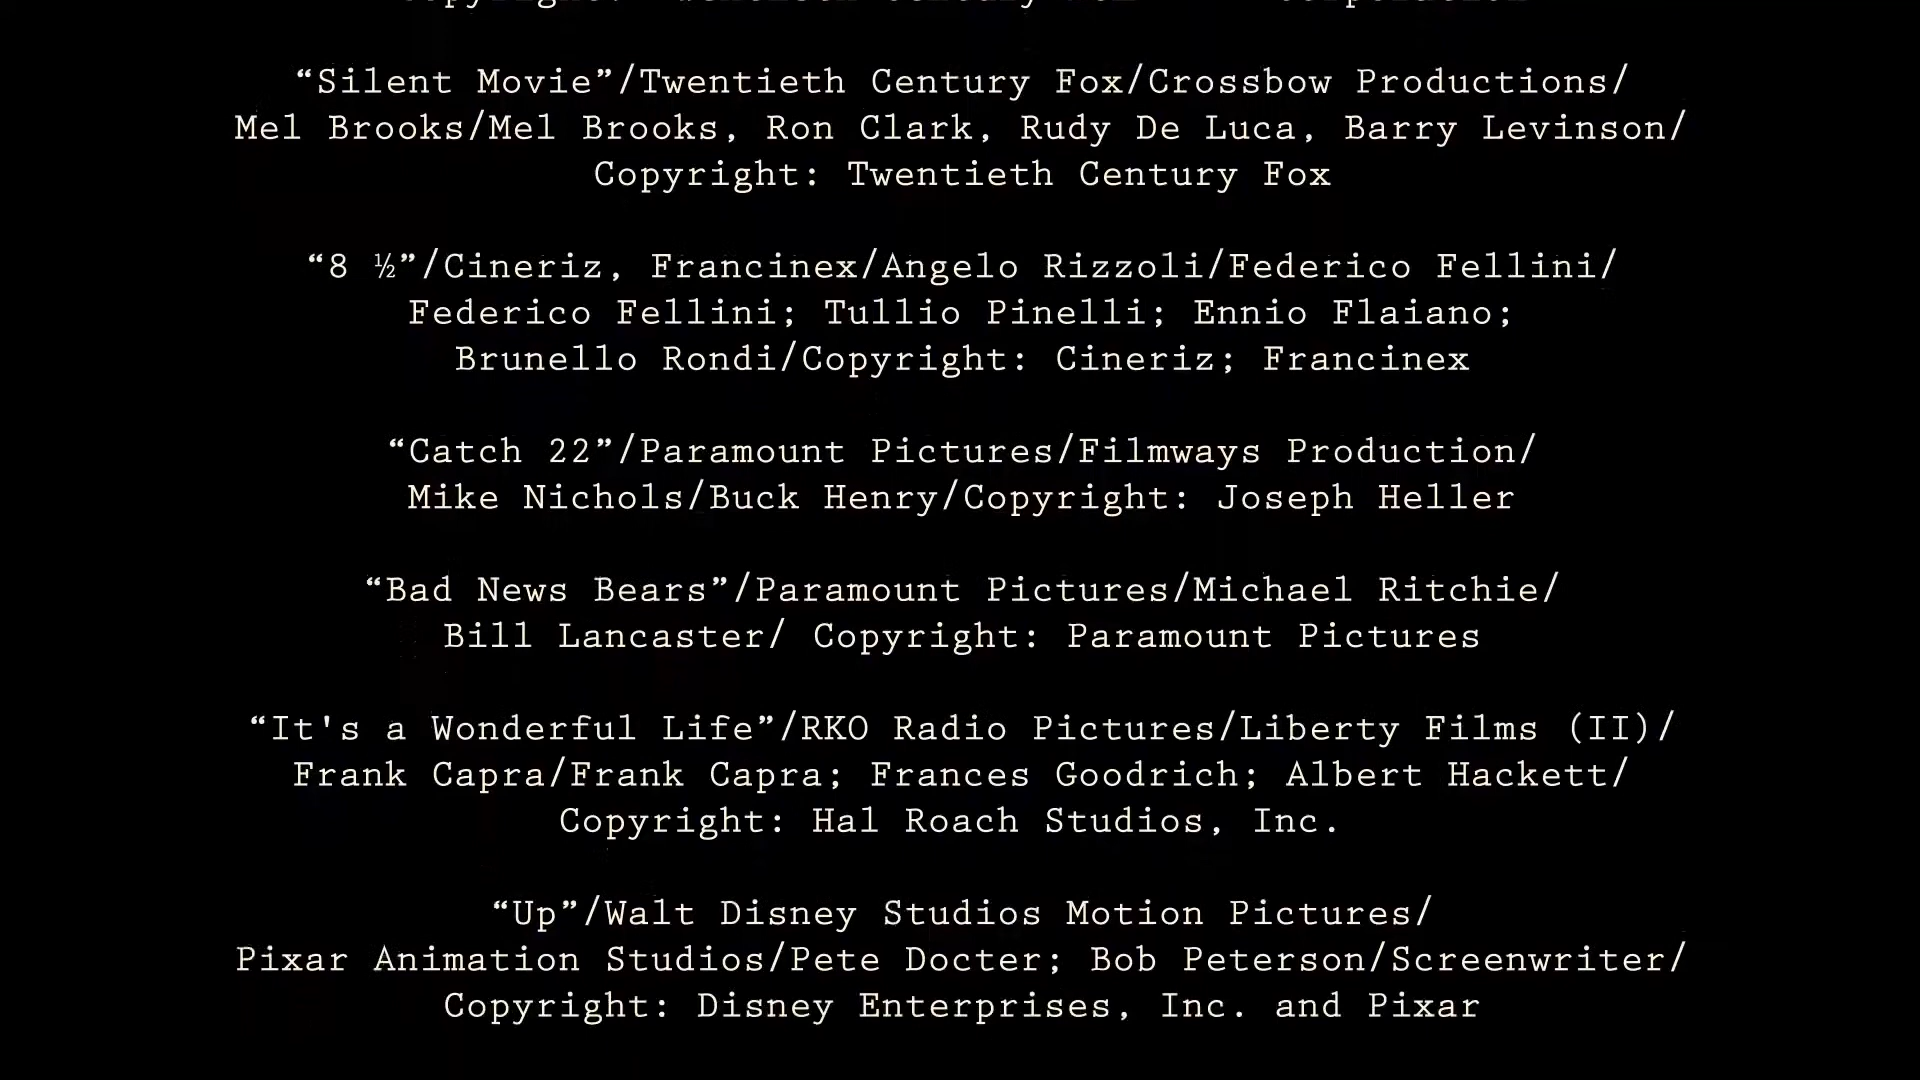 “Silent Movie”/Twentieth Century Fox/Crossbow Productions/
Mel Brooks/Mel Brooks, Ron Clark, Rudy De Luca, Barry Levinson/
Copyright: Twentieth Century Fox
“8 ½”/Cineriz, Francinex/Angelo Rizzoli/Federico Fellini/
Federico Fellini; Tullio Pinelli; Ennio Flaiano;
Brunello Rondi/Copyright: Cineriz; Francinex
“Catch 22”/Paramount Pictures/Filmways Production/
Mike Nichols/Buck Henry/Copyright: Joseph Heller
“Bad News Bears”/Paramount Pictures/Michael Ritchie/
Bill Lancaster/ Copyright: Paramount Pictures
“It's a Wonderful Life”/RKO Radio Pictures/Liberty Films (II)/
Frank Capra/Frank Capra; Frances Goodrich; Albert Hackett/
Copyright: Hal Roach Studios, Inc.
“Up”/Walt Disney Studios Motion Pictures/
Pixar Animation Studios/Pete Docter; Bob Peterson/Screenwriter/
Copyright: Disney Enterprises, Inc. and Pixar